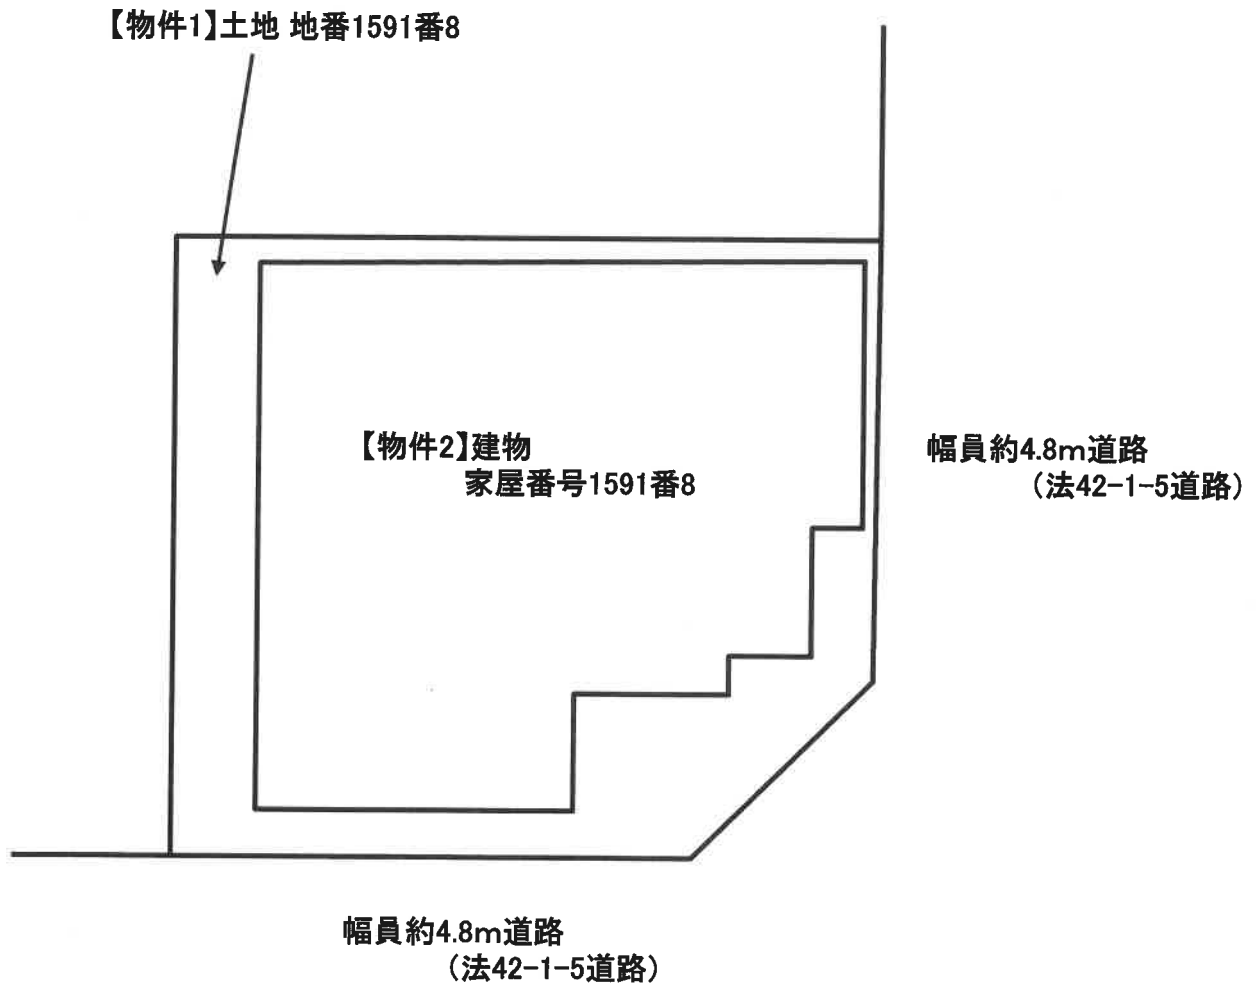 【物件1】土地 地番1591番8
【物件2】建物
家屋番号1591番8
幅員約4.8m道路
（法42-1-5道路）
幅員約4.8m道路
（法42-1-5道路）